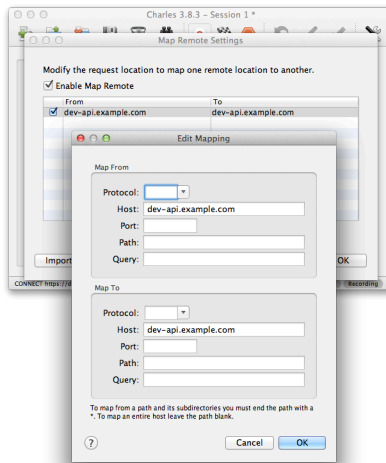 Charles 3.8.3 – Session 1 *
Map Remote Settings
Modify the request location to map one remote location to another.
Enable Map Remote
From To
dev-api.example.com dev-api.example.com
Edit Mapping
Map From
Protocol:
Host: dev-api.example.com
Port:
Path:
Query:
Import
OK
CONNECT https://d
Recording
Map To
Protocol:
Host: dev-api.example.com
Port:
Path:
Query:
To map from a path and its subdirectories you must end the path with a
*. To map an entire host leave the path blank.
? Cancel OK